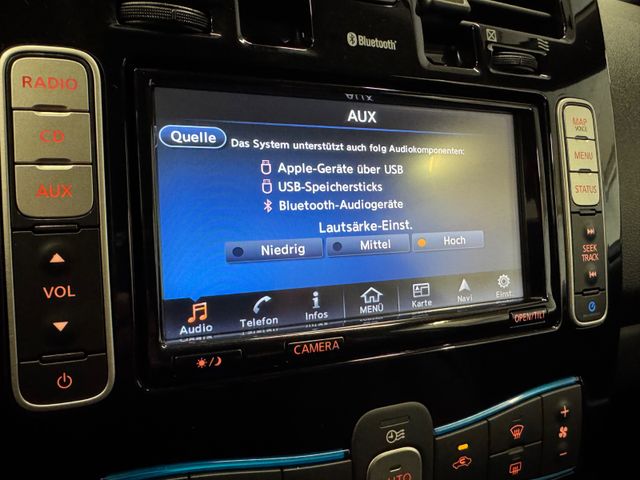 Bluetooth
RADIO
CD
AUX
VOL
AUX
Quelle
Das System unterstützt auch folg Audiokomponenten:
Apple-Geräte über USB
USB-Speichersticks
Bluetooth-Audiogeräte
Lautsärke-Einst.
Niedrig
Mittel
Hoch
Audio
Telefon
Infos
MENÜ
Karte
Navi
Einst.
CAMERA
OPEN/TILT
MAP
VOICE
MENU
STATUS
SEEK
TRACK
AUTO